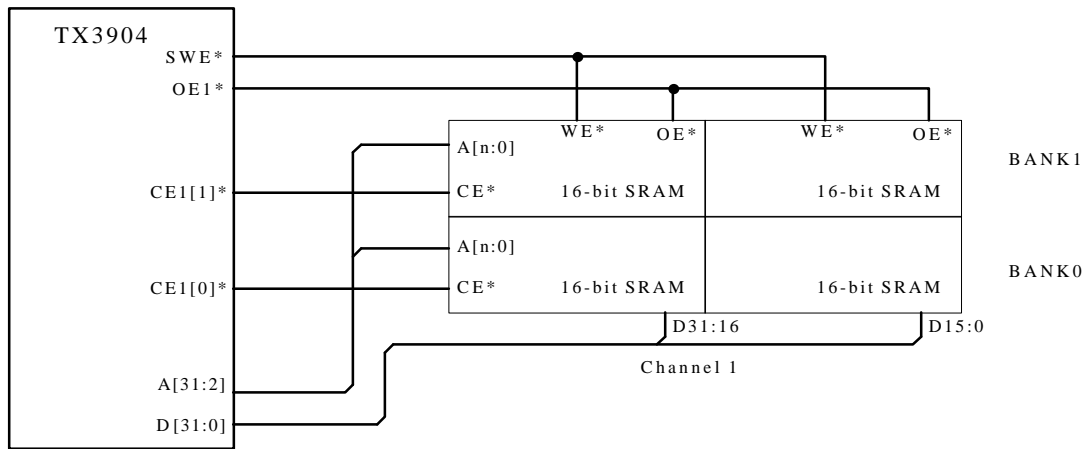 TX3904
SWE*
OE1*
WE*
OE*
WE*
OE*
A[n:0]
BANK1
CE1[1]*
CE*
16-bit SRAM
16-bit SRAM
A[n:0]
BANK0
CE1[0]*
CE*
16-bit SRAM
16-bit SRAM
D31:16
D15:0
Channel 1
A[31:2]
D[31:0]